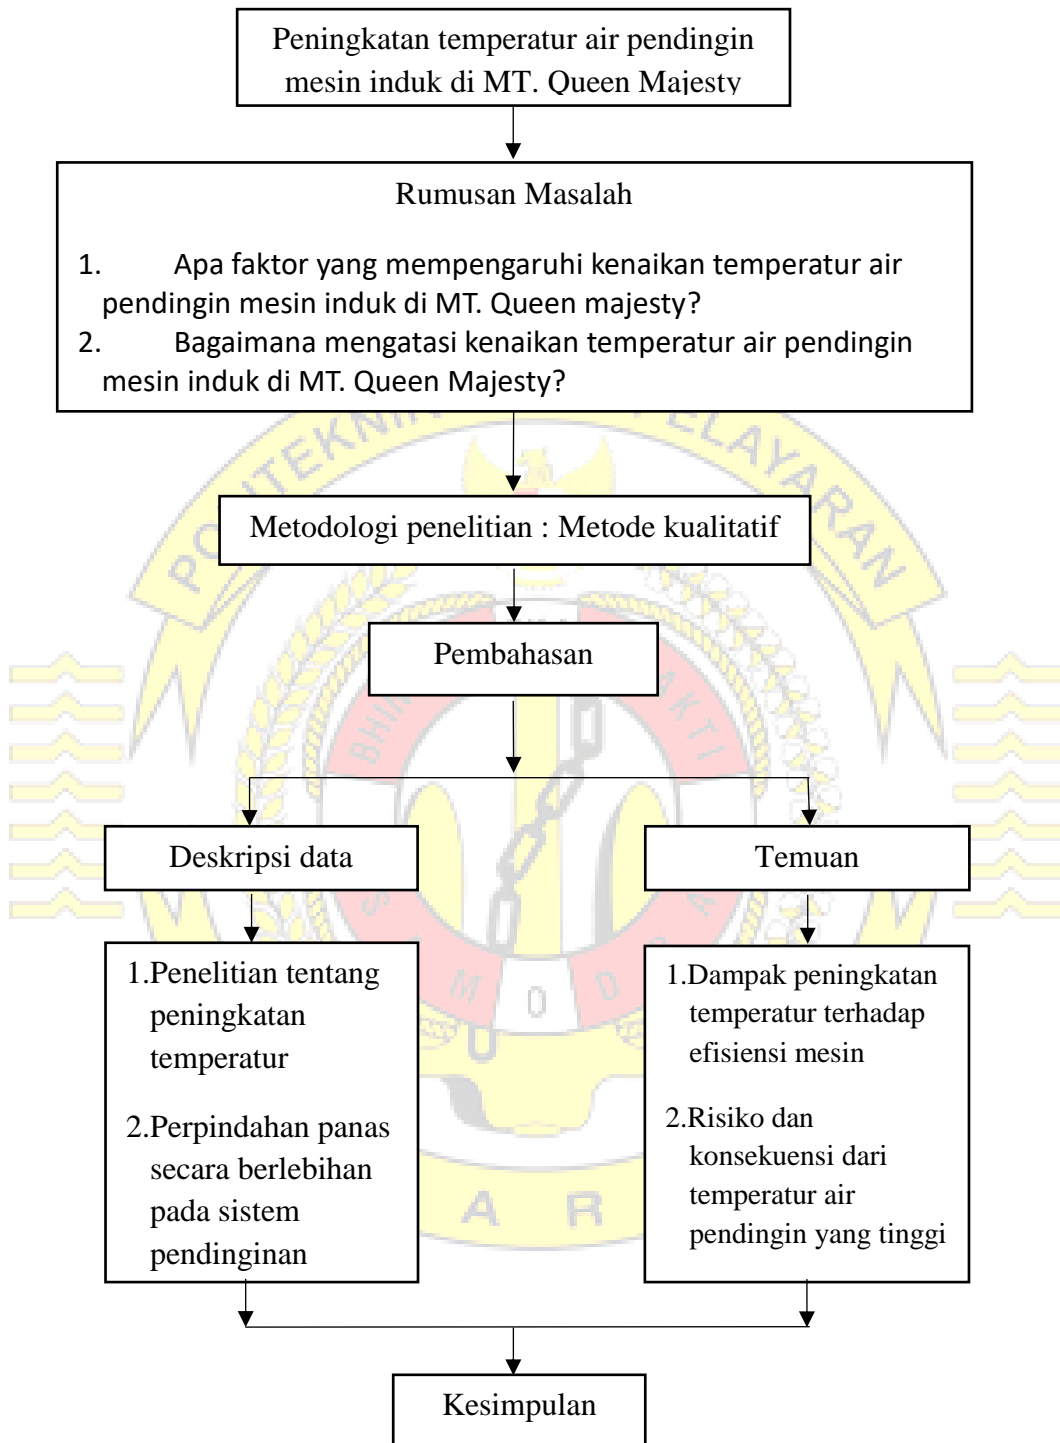 Peningkatan temperatur air pendingin
mesin induk di MT. Queen Majesty
Rumusan Masalah
1. Apa faktor yang mempengaruhi kenaikan temperatur air
pendingin mesin induk di MT. Queen majesty?
2. Bagaimana mengatasi kenaikan temperatur air pendingin
mesin induk di MT. Queen Majesty?
Metodologi penelitian : Metode kualitatif
Pembahasan
Deskripsi data
Temuan
1.Penelitian tentang
peningkatan
temperatur
2.Perpindahan panas
secara berlebihan
pada sistem
pendinginan
1.Dampak peningkatan
temperatur terhadap
efisiensi mesin
2.Risiko dan
konsekuensi dari
temperatur air
pendingin yang tinggi
Kesimpulan